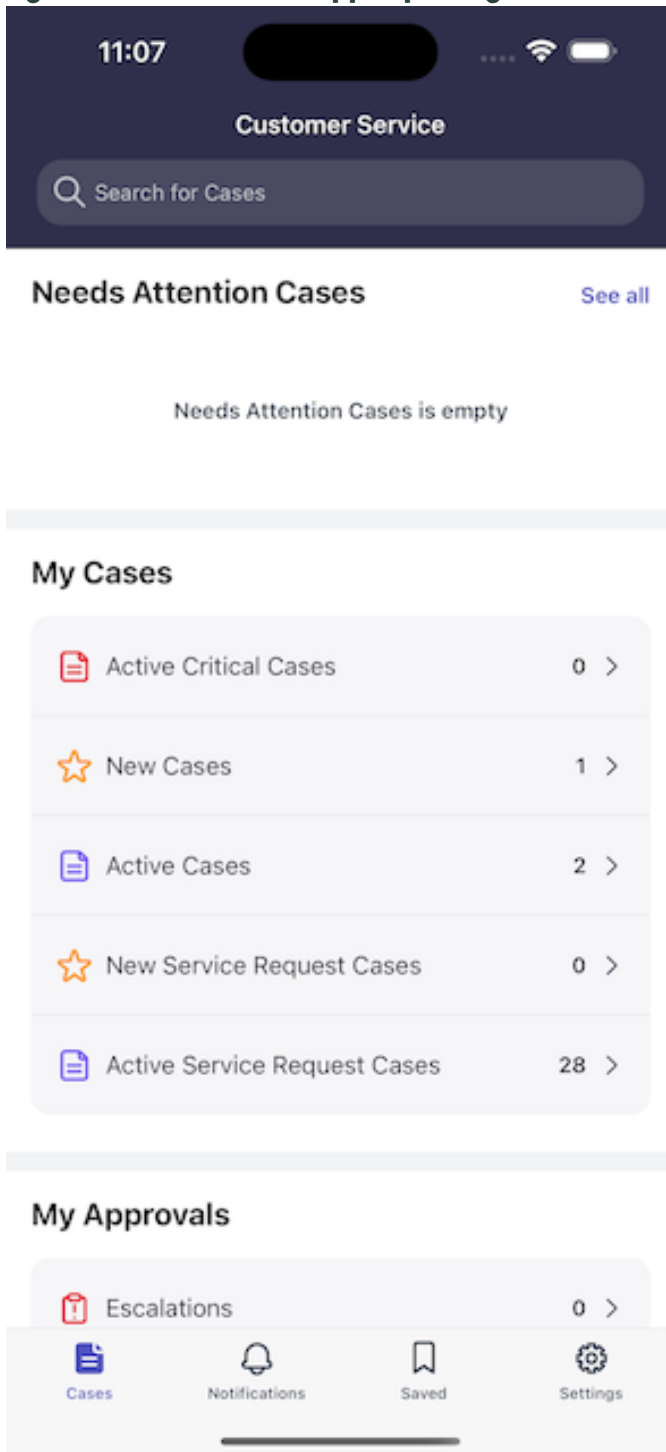 11:07
Customer Service
Search for Cases
Needs Attention Cases See all
Needs Attention Cases is empty
My Cases
Active Critical Cases 0
New Cases 1
Active Cases 2
New Service Request Cases 0
Active Service Request Cases 28
My Approvals
Escalations 0
Cases Notifications Saved Settings